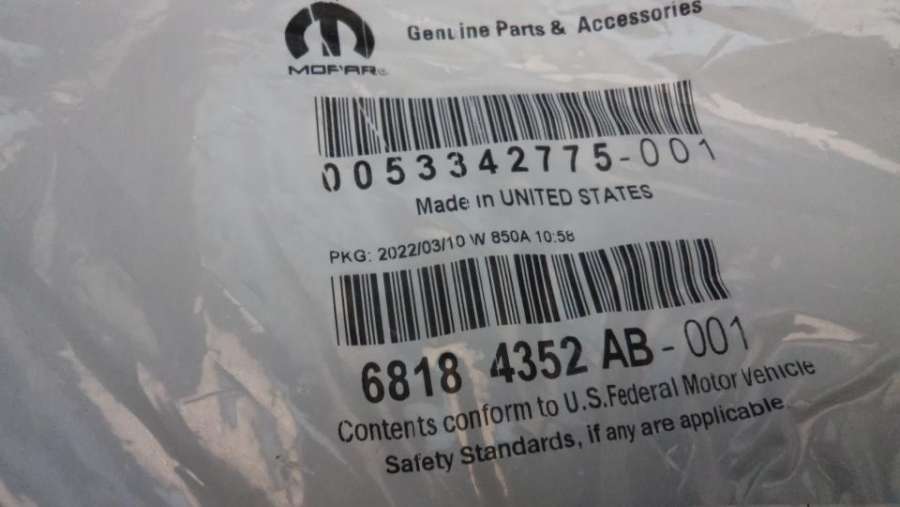 Genuine Parts & Accessories
MOPAR®
0053342775-001
Made in UNITED STATES
PKG: 2022/03/10 W 850A 10:58
6818 4352 AB-001
Contents conform to U.S.Federal Motor Vehicle
Safety Standards, if any are applicable.